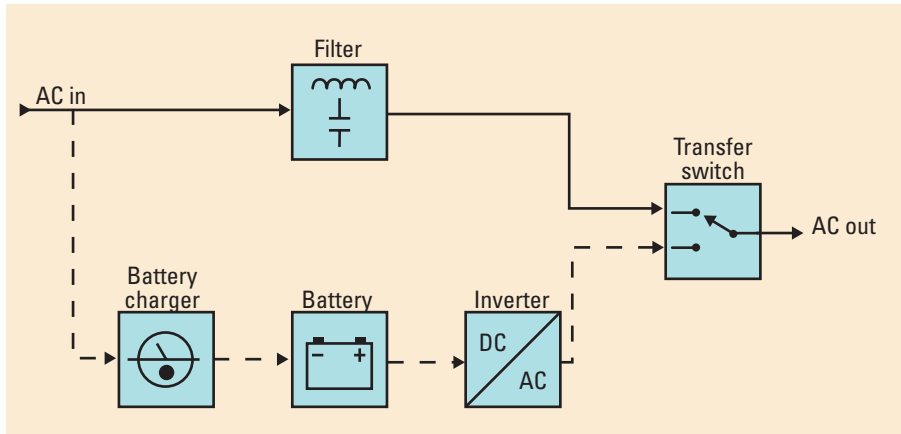 Filter
AC in
Transfer
switch
AC out
Battery
charger
Battery
Inverter
DC
AC